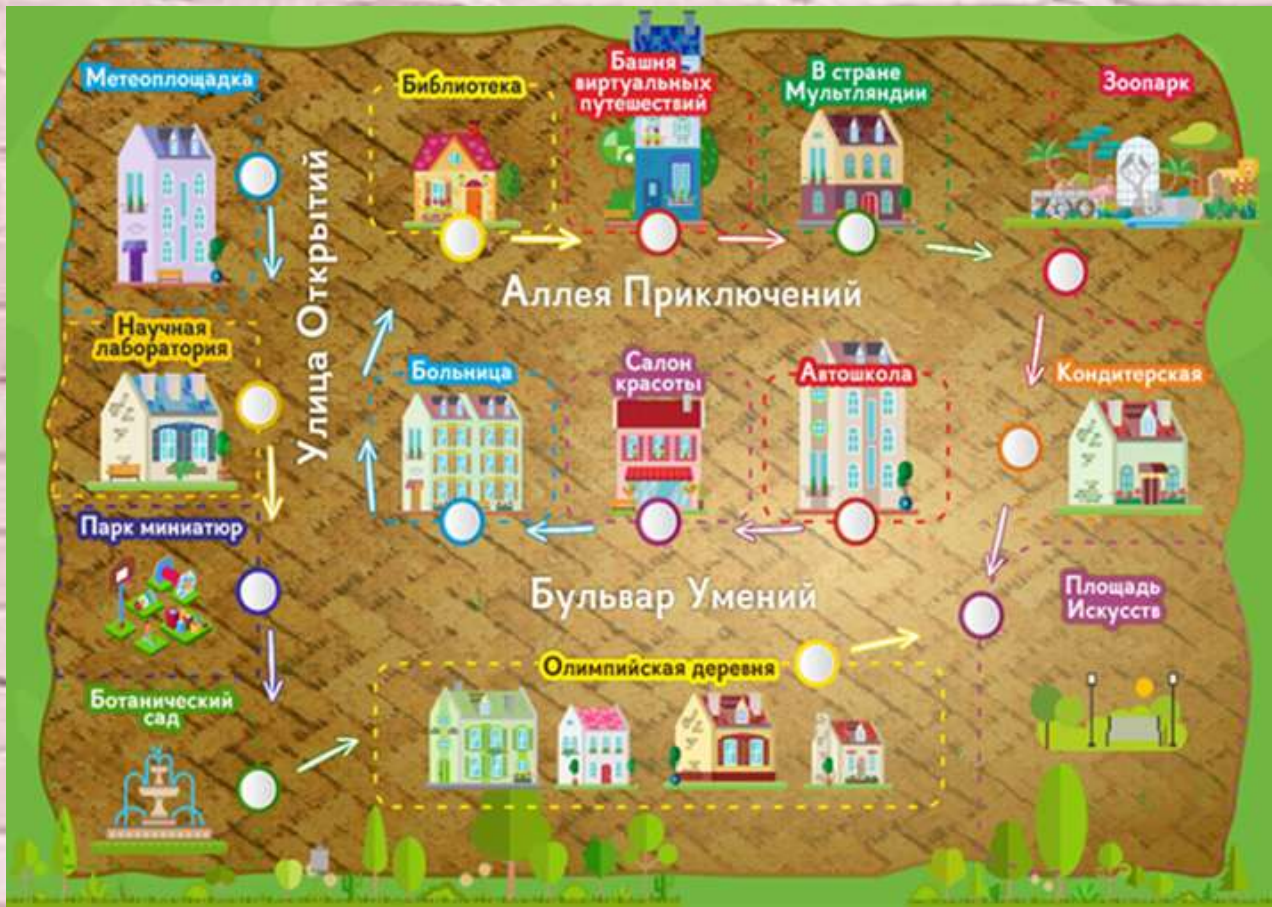 Метеоплощадка
Библиотека
Башня
виртуальных
путешествий
В стране
Мультляндии
Зоопарк
ZOO
Улица Открытий
Аллея Приключений
Научная
лаборатория
Больница
Салон
красоты
Автошкола
Кондитерская
Парк миниатюр
Бульвар Умений
Площадь
Искусств
Олимпийская деревня
Ботанический
сад